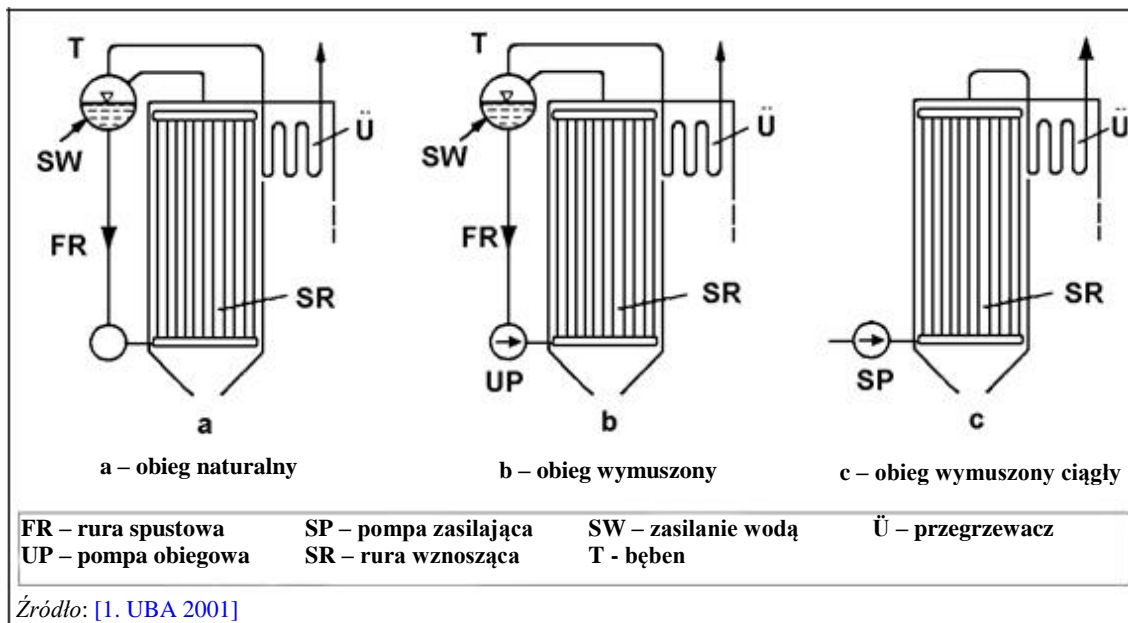 T
SW
FR
SR
Ü
a
a – obieg naturalny
T
SW
FR
UP
SR
Ü
b
b – obieg wymuszony
Ü
SR
SP
c
c – obieg wymuszony ciągły
FR – rura spustowa SP – pompa zasilająca SW – zasilanie wodą Ü – przegrzewacz
UP – pompa obiegowa SR – rura wznosząca T - bęben
Źródło: [1. UBA 2001]